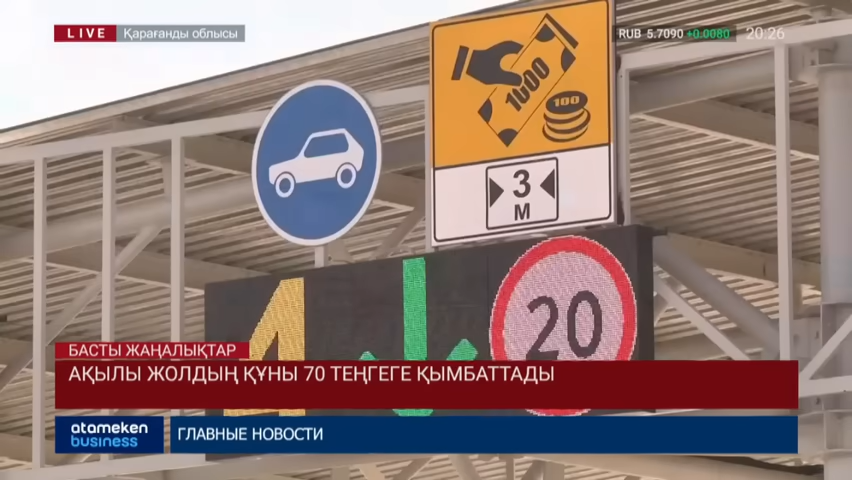 LIVE Қарағанды облысы
RUB 5.7090 +0.0080 20:26
1000
100
3
М
4
20
БАСТЫ ЖАҢАЛЫҚТАР
АҚЫЛЫ ЖОЛДЫҢ ҚҰНЫ 70 ТЕҢГЕГЕ ҚЫМБАТТАДЫ
atameken
business
ГЛАВНЫЕ НОВОСТИ